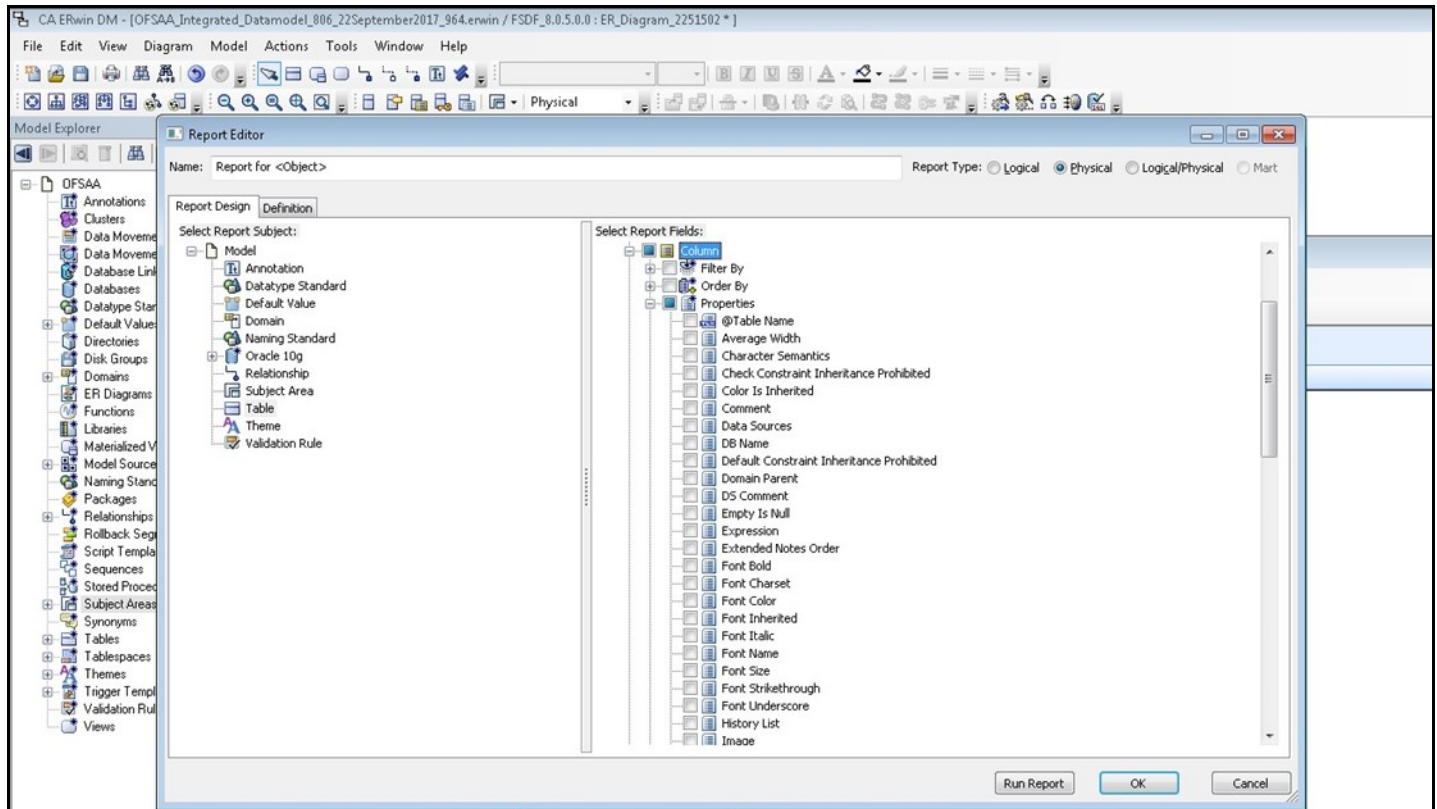 CA ERwin DM - [OFSAA_Integrated_Datamodel_806_22September2017_964.erwin / FSDF_8.0.5.0.0 : ER_Diagram_2251502 * ]
File Edit View Diagram Model Actions Tools Window Help
Physical
Model Explorer
OFSAA
Annotations
Clusters
Data Moveme
Data Moveme
Database Link
Databases
Datatype Star
Default Value
Directories
Disk Groups
Domains
ER Diagrams
Functions
Libraries
Materialized V
Model Source
Naming Stand
Packages
Relationships
Rollback Seg
Script Templa
Sequences
Stored Proced
Subject Areas
Synonyms
Tables
Tablespaces
Themes
Trigger Templ
Validation Rul
Views
Report Editor
Name: Report for <Object> Report Type: Logical Physical Logical/Physical Mart
Report Design Definition
Select Report Subject:
Model
Annotation
Datatype Standard
Default Value
Domain
Naming Standard
Oracle 10g
Relationship
Subject Area
Table
Theme
Validation Rule
Select Report Fields:
Column
Filter By
Order By
Properties
@Table Name
Average Width
Character Semantics
Check Constraint Inheritance Prohibited
Color Is Inherited
Comment
Data Sources
DB Name
Default Constraint Inheritance Prohibited
Domain Parent
DS Comment
Empty Is Null
Expression
Extended Notes Order
Font Bold
Font Charset
Font Color
Font Inherited
Font Italic
Font Name
Font Size
Font Strikethrough
Font Underscore
History List
Image
Run Report OK Cancel